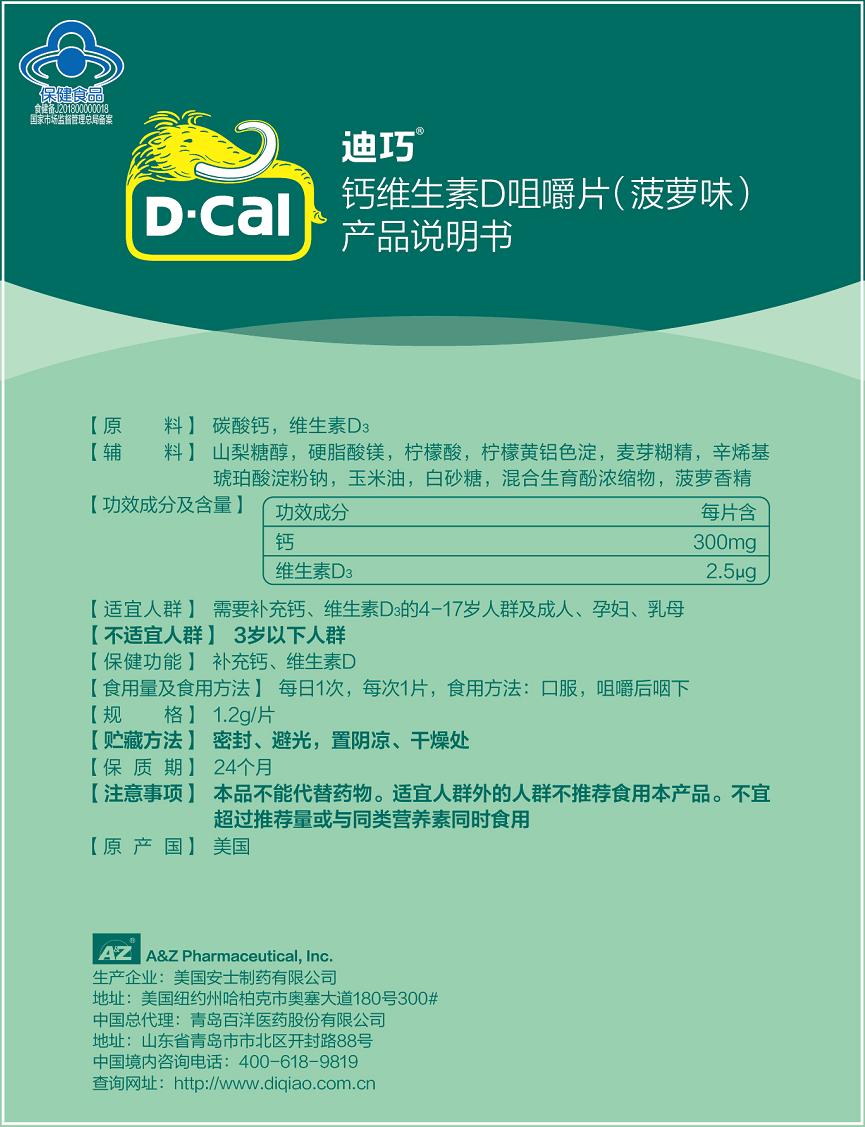 保健食品
食健备J201800000018
国家市场监督管理总局备案
D·Cal
迪巧®
钙维生素D咀嚼片（菠萝味）
产品说明书
【原 料】 碳酸钙，维生素D₃
【辅 料】 山梨糖醇，硬脂酸镁，柠檬酸，柠檬黄铝色淀，麦芽糊精，辛烯基
琥珀酸淀粉钠，玉米油，白砂糖，混合生育酚浓缩物，菠萝香精
【功效成分及含量】
功效成分 每片含
钙 300mg
维生素D₃ 2.5μg
【适宜人群】 需要补充钙、维生素D₃的4-17岁人群及成人、孕妇、乳母
【不适宜人群】 3岁以下人群
【保健功能】 补充钙、维生素D
【食用量及食用方法】 每日1次，每次1片，食用方法：口服，咀嚼后咽下
【规 格】 1.2g/片
【贮藏方法】 密封、避光，置阴凉、干燥处
【保 质 期】 24个月
【注意事项】 本品不能代替药物。适宜人群外的人群不推荐食用本产品。不宜
超过推荐量或与同类营养素同时食用
【原 产 国】 美国
A&Z® A&Z Pharmaceutical, Inc.
生产企业：美国安士制药有限公司
地址：美国纽约州哈柏克市奥塞大道180号300#
中国总代理：青岛百洋医药股份有限公司
地址：山东省青岛市市北区开封路88号
中国境内咨询电话：400-618-9819
查询网址：http://www.diqiao.com.cn